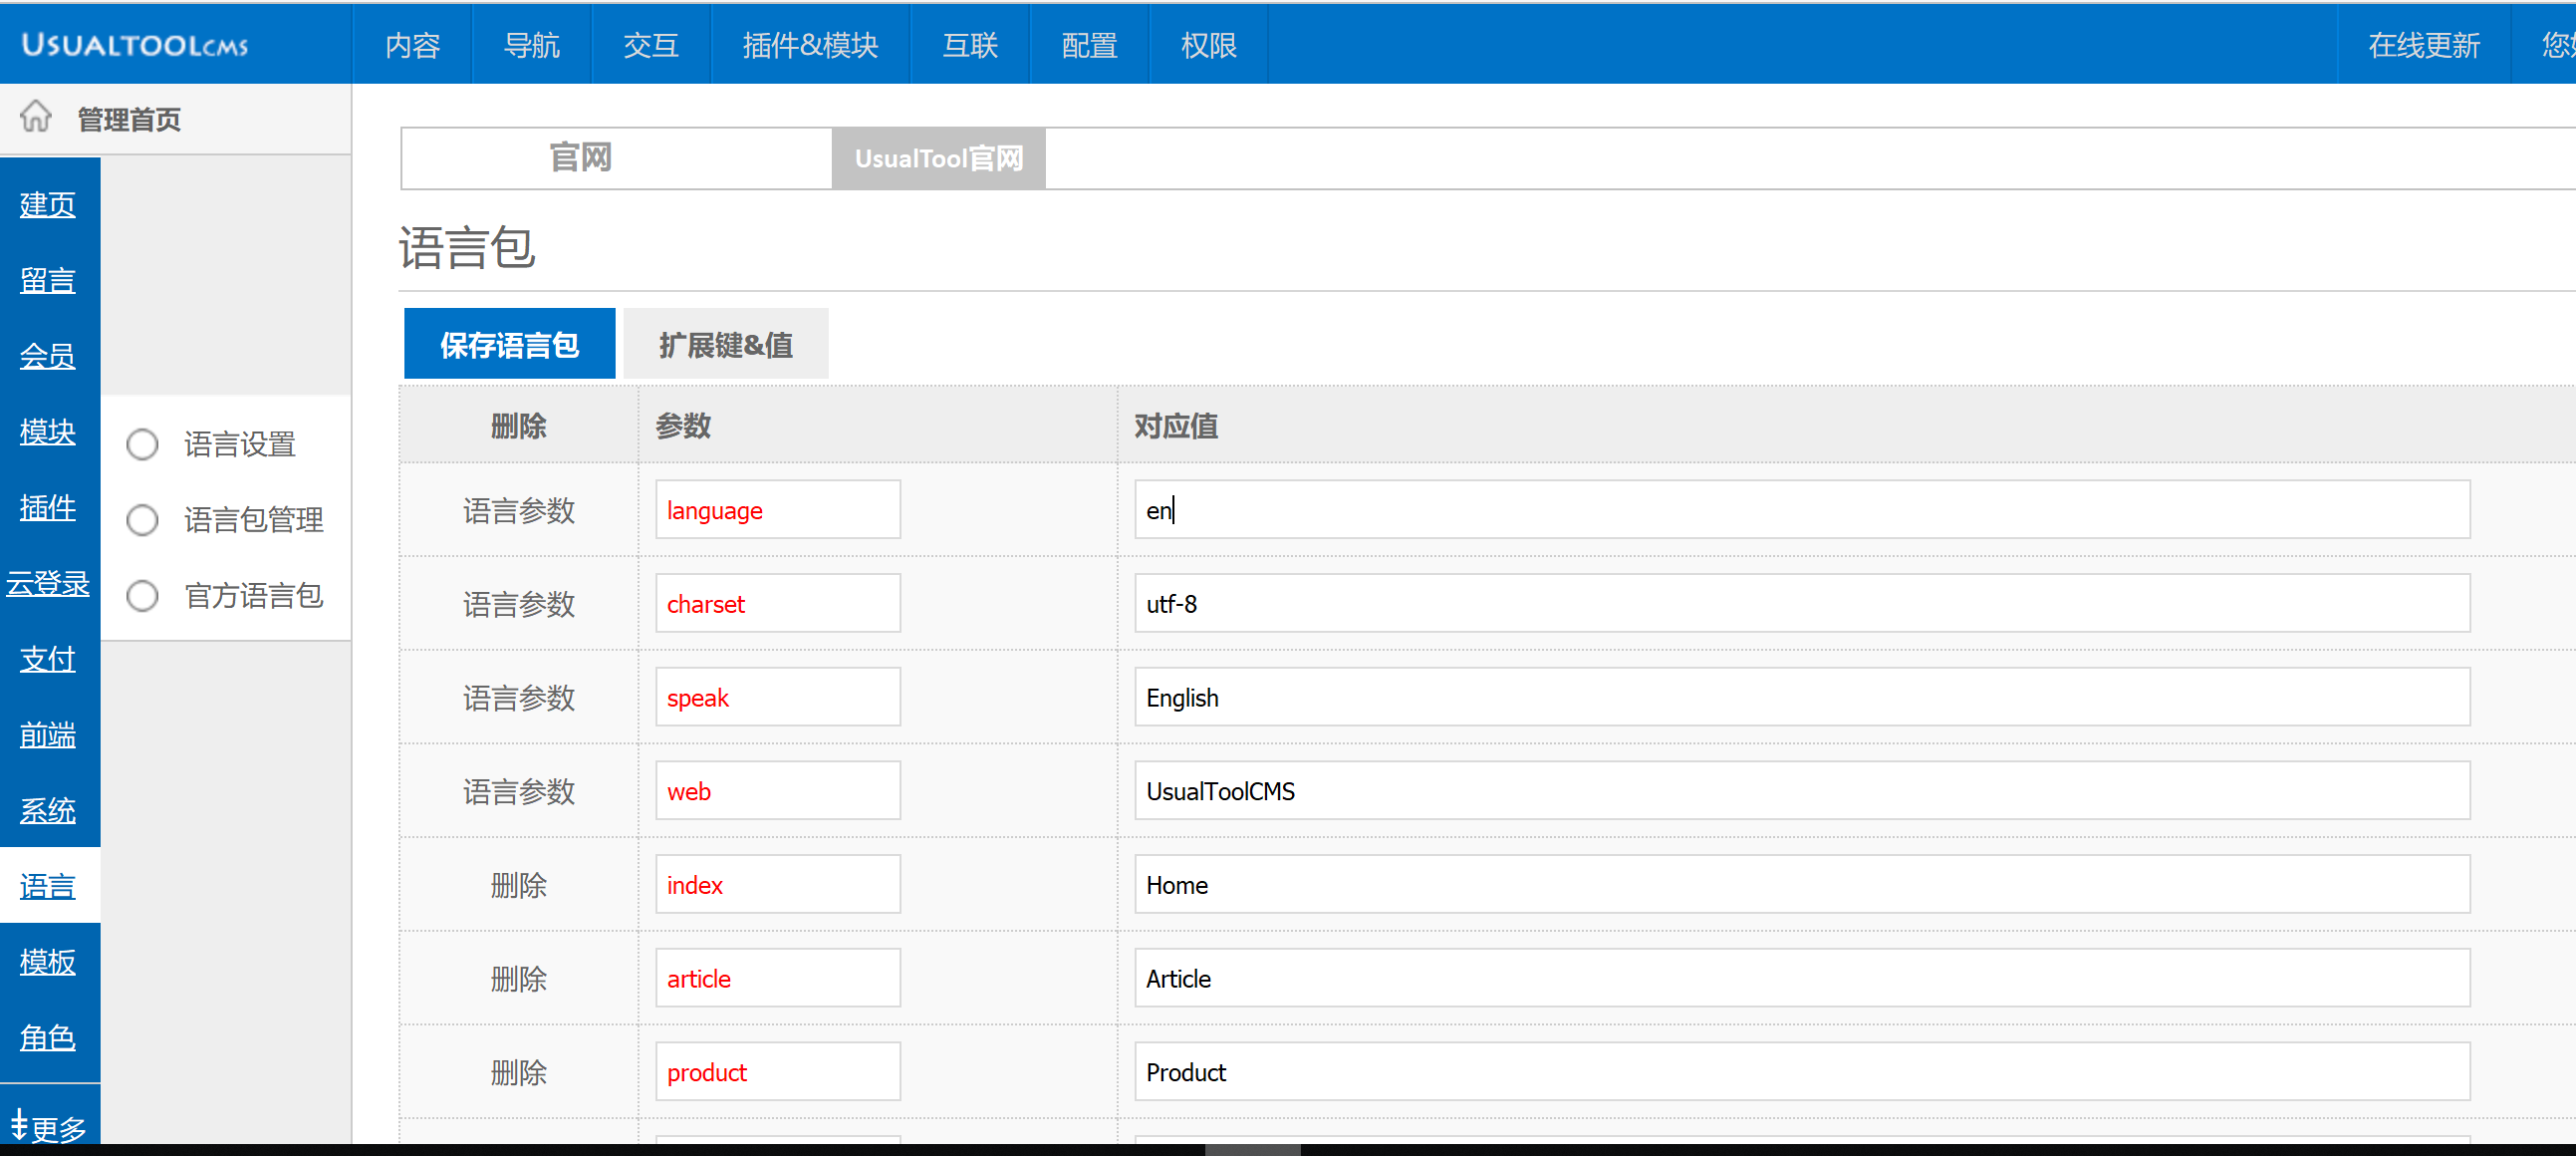 USUALTOOLCMS 内容 导航 交互 插件&模块 互联 配置 权限 在线更新
管理首页
官网 UsualTool官网
建页
留言
会员
模块
插件
云登录
支付
前端
系统
语言
模板
角色
更多
语言设置
语言包管理
官方语言包
语言包
保存语言包 扩展键&值
删除 参数 对应值
语言参数 language en
语言参数 charset utf-8
语言参数 speak English
语言参数 web UsualToolCMS
删除 index Home
删除 article Article
删除 product Product